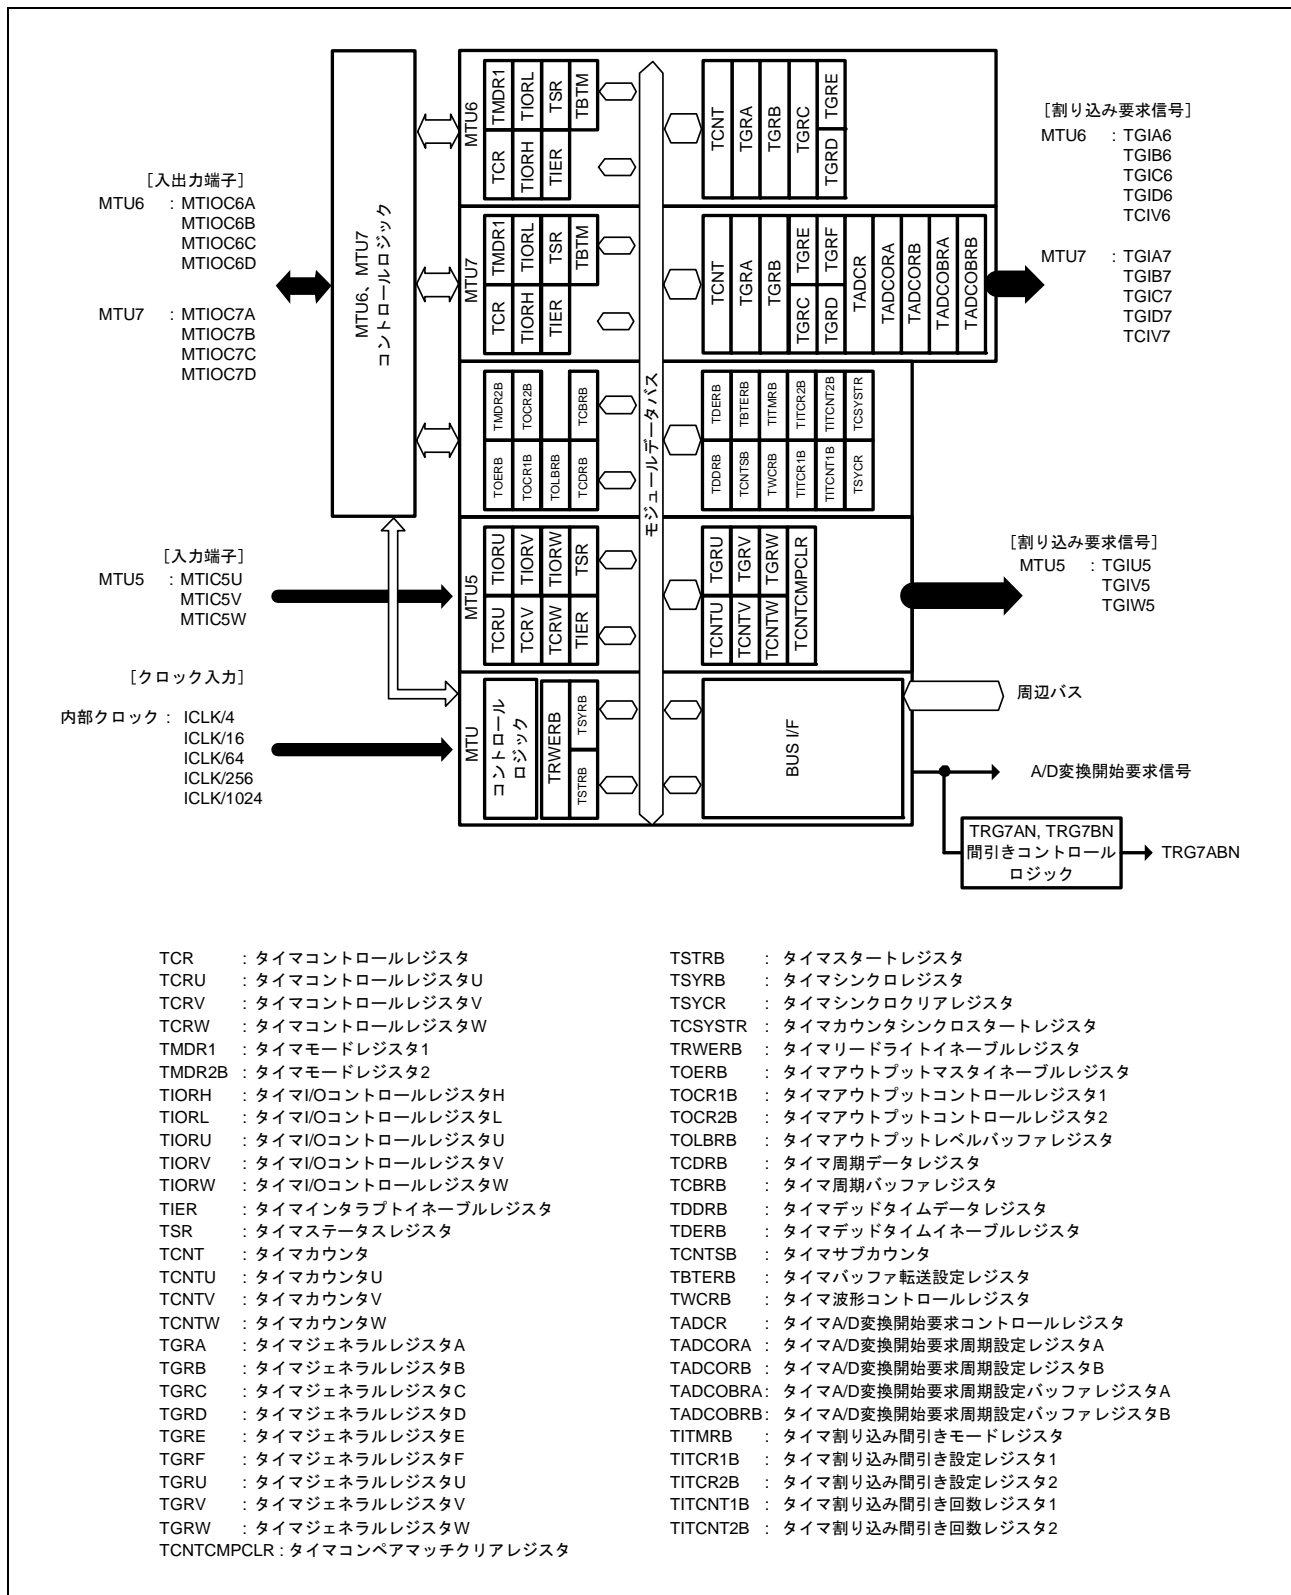 [入出力端子]
MTU6 : MTIOC6A
MTIOC6B
MTIOC6C
MTIOC6D
MTU7 : MTIOC7A
MTIOC7B
MTIOC7C
MTIOC7D
[入力端子]
MTU5 : MTIC5U
MTIC5V
MTIC5W
[クロック入力]
内部クロック : ICLK/4
ICLK/16
ICLK/64
ICLK/256
ICLK/1024
MTU6、MTU7
コントロールロジック
MTU6
TMDR1
TIORL
TSR
TBTM
TCR
TIORH
TIER
TCNT
TGRA
TGRB
TGRC
TGRE
TGRD
MTU7
TMDR1
TIORL
TSR
TBTM
TCR
TIORH
TIER
TCNT
TGRA
TGRB
TGRE
TGRF
TGRC
TGRD
TADCR
TADCORA
TADCORB
TADCOBRA
TADCOBRB
TMDR2B
TOCR2B
TCBRB
TOERB
TOCR1B
TOLBRB
TCDRB
TDERB
TBTERB
TITMRB
TITCR2B
TITCNT2B
TCSYSTR
TDDRB
TCNTSB
TWCRB
TITCR1B
TITCNT1B
TSYCR
モジュールデータバス
MTU5
TIORU
TIORV
TIORW
TSR
TCRU
TCRV
TCRW
TIER
TGRU
TGRV
TGRW
TCNTU
TCNTV
TCNTW
TCNTCMPCLR
MTU
コントロール
ロジック
TRWERB
TSYRB
TSTRB
BUS I/F
[割り込み要求信号]
MTU6 : TGIA6
TGIB6
TGIC6
TGID6
TCIV6
MTU7 : TGIA7
TGIB7
TGIC7
TGID7
TCIV7
[割り込み要求信号]
MTU5 : TGIU5
TGIV5
TGIW5
周辺バス
A/D変換開始要求信号
TRG7AN, TRG7BN
間引きコントロール
ロジック
TRG7ABN
TCR : タイマコントロールレジスタ
TCRU : タイマコントロールレジスタU
TCRV : タイマコントロールレジスタV
TCRW : タイマコントロールレジスタW
TMDR1 : タイマモードレジスタ1
TMDR2B : タイマモードレジスタ2
TIORH : タイマI/OコントロールレジスタH
TIORL : タイマI/OコントロールレジスタL
TIORU : タイマI/OコントロールレジスタU
TIORV : タイマI/OコントロールレジスタV
TIORW : タイマI/OコントロールレジスタW
TIER : タイマインタラプトイネーブルレジスタ
TSR : タイマステータスレジスタ
TCNT : タイマカウンタ
TCNTU : タイマカウンタU
TCNTV : タイマカウンタV
TCNTW : タイマカウンタW
TGRA : タイマジェネラルレジスタA
TGRB : タイマジェネラルレジスタB
TGRC : タイマジェネラルレジスタC
TGRD : タイマジェネラルレジスタD
TGRE : タイマジェネラルレジスタE
TGRF : タイマジェネラルレジスタF
TGRU : タイマジェネラルレジスタU
TGRV : タイマジェネラルレジスタV
TGRW : タイマジェネラルレジスタW
TCNTCMPCLR : タイマコンペアマッチクリアレジスタ
TSTRB : タイマスタートレジスタ
TSYRB : タイマシンクロレジスタ
TSYCR : タイマシンクロクリアレジスタ
TCSYSTR : タイマカウンタシンクロスタートレジスタ
TRWERB : タイマリードライトイネーブルレジスタ
TOERB : タイマアウトプットマスタイネーブルレジスタ
TOCR1B : タイマアウトプットコントロールレジスタ1
TOCR2B : タイマアウトプットコントロールレジスタ2
TOLBRB : タイマアウトプットレベルバッファレジスタ
TCDRB : タイマ周期データレジスタ
TCBRB : タイマ周期バッファレジスタ
TDDRB : タイマデッドタイムデータレジスタ
TDERB : タイマデッドタイムイネーブルレジスタ
TCNTSB : タイマサブカウンタ
TBTERB : タイマバッファ転送設定レジスタ
TWCRB : タイマ波形コントロールレジスタ
TADCR : タイマA/D変換開始要求コントロールレジスタ
TADCORA : タイマA/D変換開始要求周期設定レジスタA
TADCORB : タイマA/D変換開始要求周期設定レジスタB
TADCOBRA : タイマA/D変換開始要求周期設定バッファレジスタA
TADCOBRB : タイマA/D変換開始要求周期設定バッファレジスタB
TITMRB : タイマ割り込み間引きモードレジスタ
TITCR1B : タイマ割り込み間引き設定レジスタ1
TITCR2B : タイマ割り込み間引き設定レジスタ2
TITCNT1B : タイマ割り込み間引き回数レジスタ1
TITCNT2B : タイマ割り込み間引き回数レジスタ2